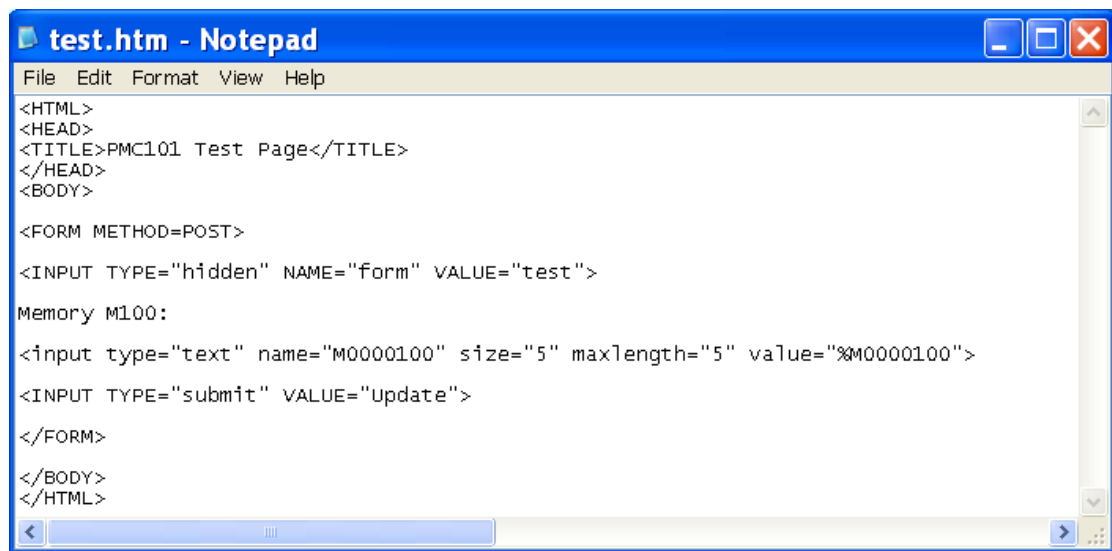 test.htm - Notepad
File Edit Format View Help
<HTML>
<HEAD>
<TITLE>PMC101 Test Page</TITLE>
</HEAD>
<BODY>
<FORM METHOD=POST>
<INPUT TYPE="hidden" NAME="form" VALUE="test">
Memory M100:
<input type="text" name="M0000100" size="5" maxlength="5" value="%M0000100">
<INPUT TYPE="submit" VALUE="Update">
</FORM>
</BODY>
</HTML>